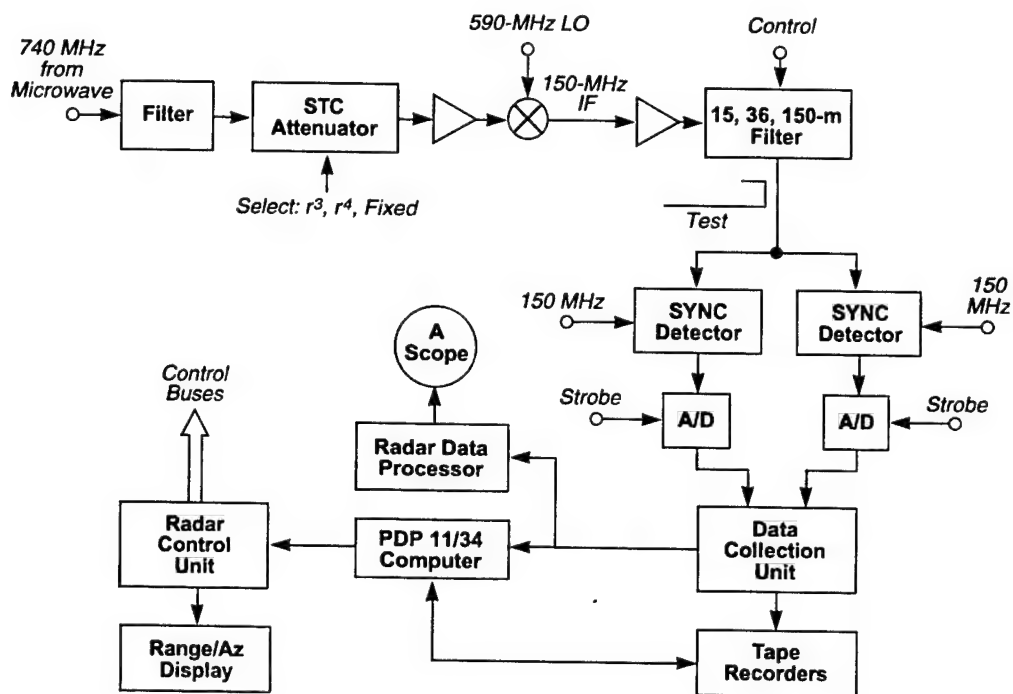 740 MHz
from
Microwave
Filter
STC
Attenuator
Select: r³, r⁴, Fixed
590-MHz LO
150-MHz
IF
Control
15, 36, 150-m
Filter
Test
150 MHz
SYNC
Detector
SYNC
Detector
150
MHz
Strobe
A/D
A/D
Strobe
A
Scope
Control
Buses
Radar Data
Processor
Radar
Control
Unit
PDP 11/34
Computer
Data
Collection
Unit
Range/Az
Display
Tape
Recorders